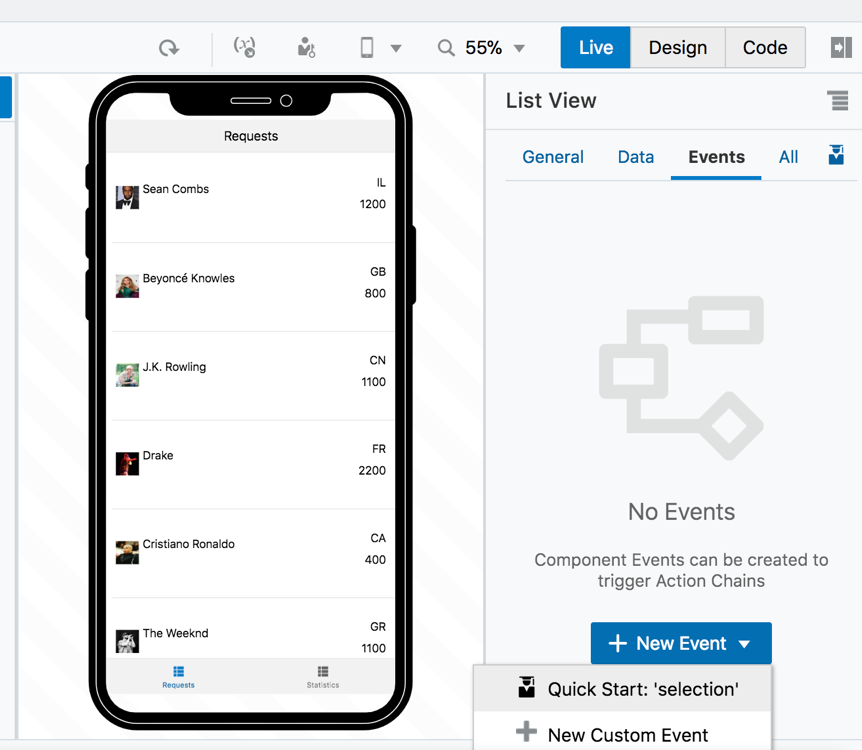 55%
Live
Design
Code
Requests
Sean Combs
IL
1200
Beyoncé Knowles
GB
800
J.K. Rowling
CN
1100
Drake
FR
2200
Cristiano Ronaldo
CA
400
The Weeknd
GR
1100
Requests
Statistics
List View
General
Data
Events
All
No Events
Component Events can be created to
trigger Action Chains
New Event
Quick Start: 'selection'
New Custom Event